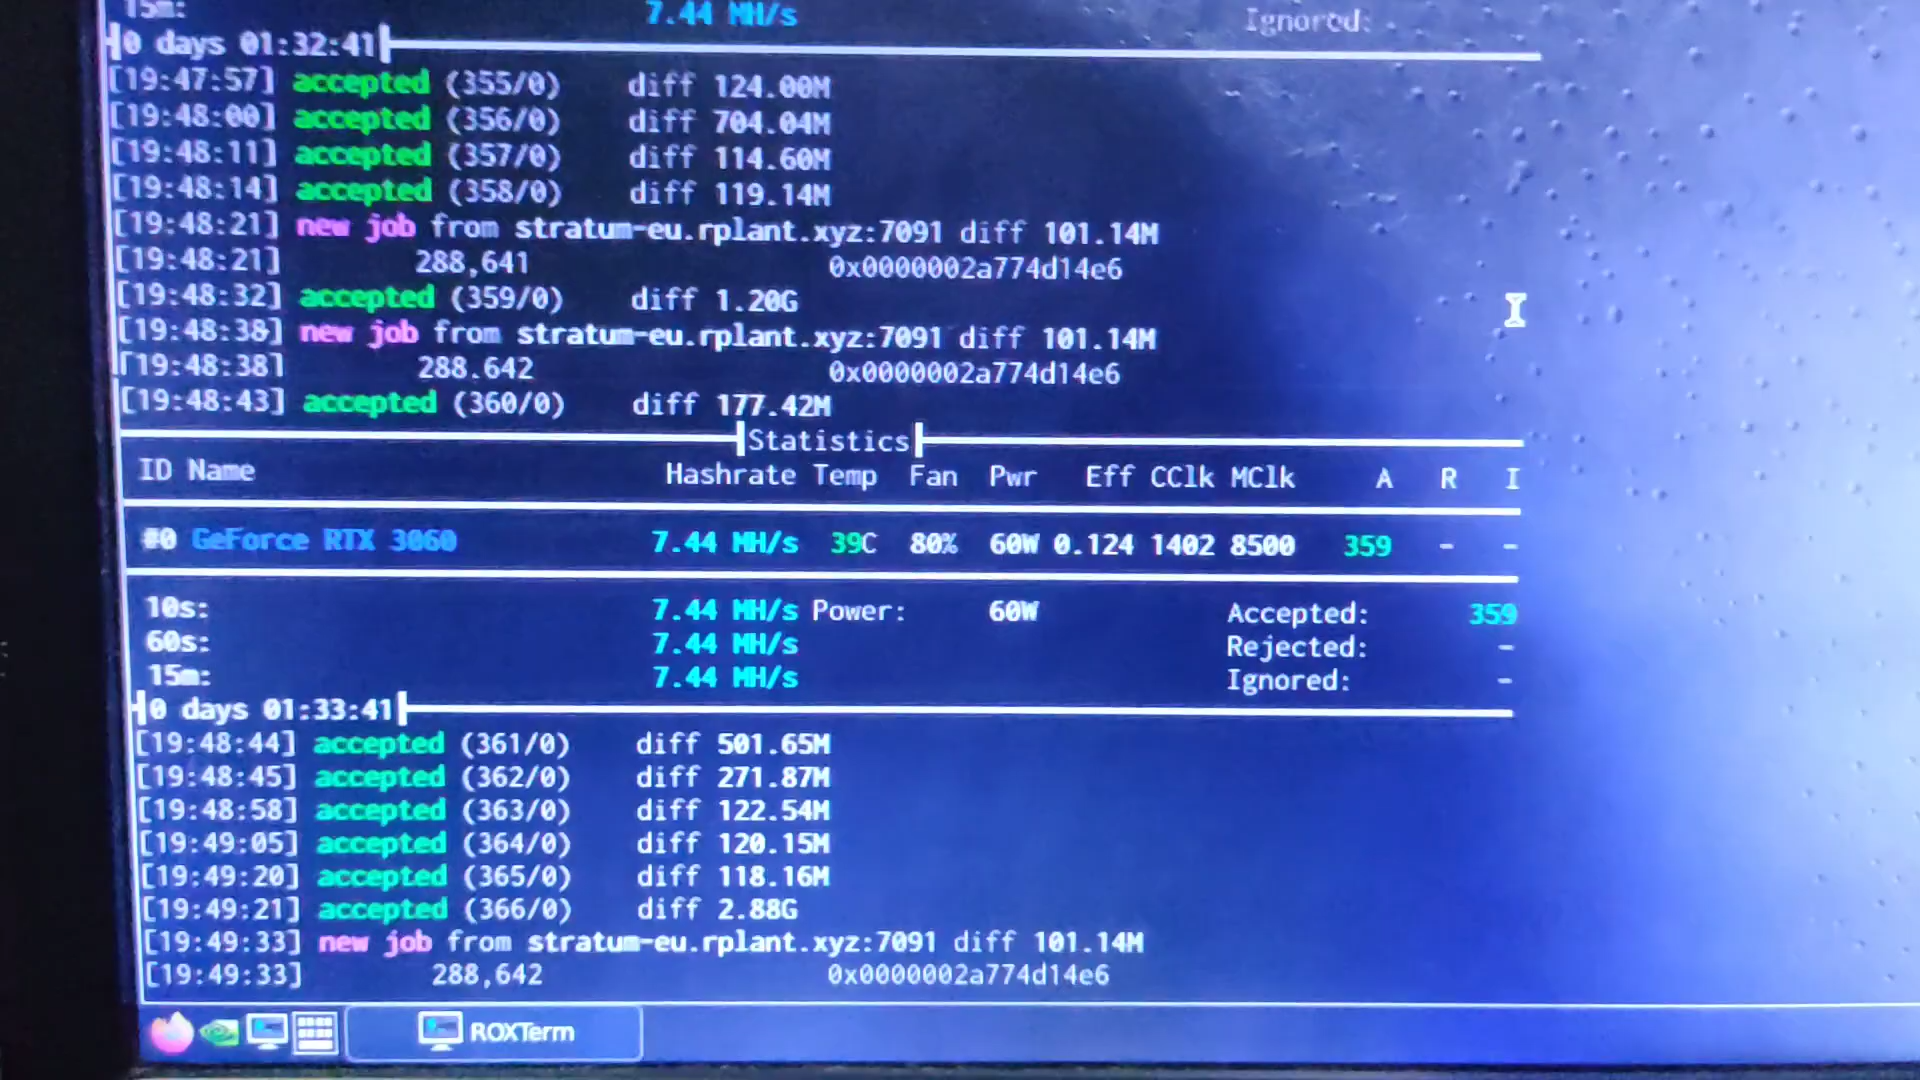 15m: 7.44 MH/s Ignored:
0 days 01:32:41
[19:47:57] accepted (355/0) diff 124.00M
[19:48:00] accepted (356/0) diff 704.04M
[19:48:11] accepted (357/0) diff 114.60M
[19:48:14] accepted (358/0) diff 119.14M
[19:48:21] new job from stratum-eu.rplant.xyz:7091 diff 101.14M
[19:48:21] 288,641 0x0000002a774d14e6
[19:48:32] accepted (359/0) diff 1.20G
[19:48:38] new job from stratum-eu.rplant.xyz:7091 diff 101.14M
[19:48:38] 288.642 0x0000002a774d14e6
[19:48:43] accepted (360/0) diff 177.42M
Statistics
ID Name Hashrate Temp Fan Pwr Eff CClk MClk A R I
#0 GeForce RTX 3060 7.44 MH/s 39C 80% 60W 0.124 1402 8500 359 - -
10s: 7.44 MH/s Power: 60W Accepted: 359
60s: 7.44 MH/s Rejected: -
15m: 7.44 MH/s Ignored: -
0 days 01:33:41
[19:48:44] accepted (361/0) diff 501.65M
[19:48:45] accepted (362/0) diff 271.87M
[19:48:58] accepted (363/0) diff 122.54M
[19:49:05] accepted (364/0) diff 120.15M
[19:49:20] accepted (365/0) diff 118.16M
[19:49:21] accepted (366/0) diff 2.88G
[19:49:33] new job from stratum-eu.rplant.xyz:7091 diff 101.14M
[19:49:33] 288,642 0x0000002a774d14e6
ROXTerm